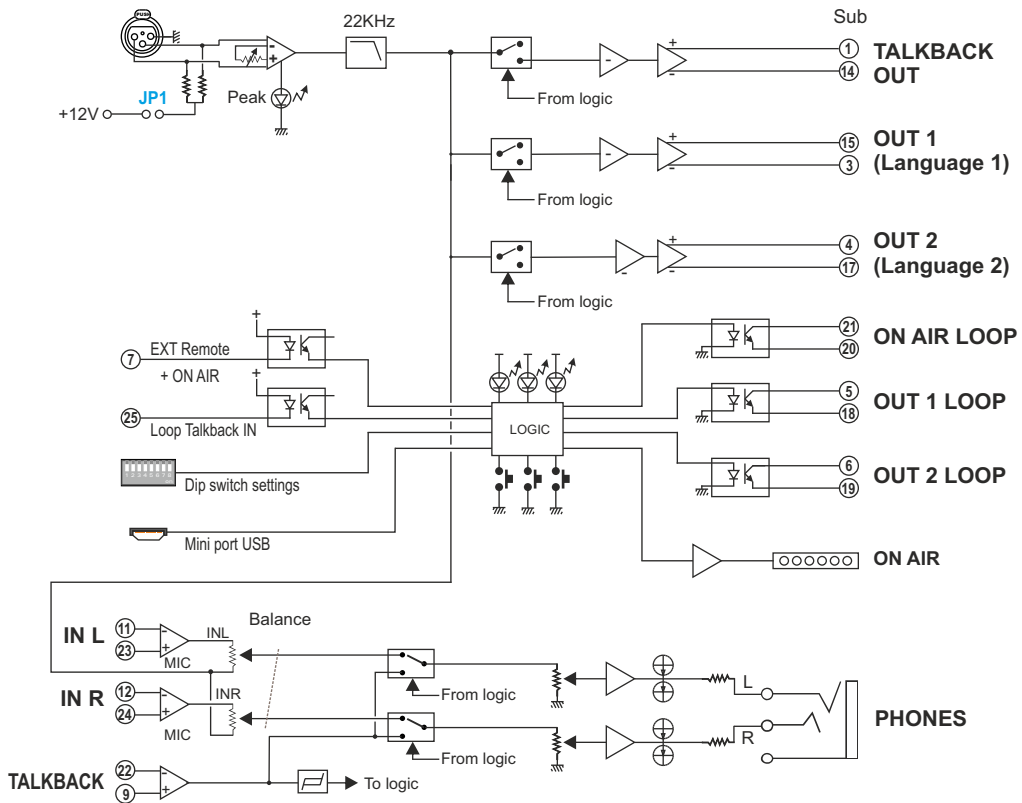 PUSH
22KHz
Sub
+
-
1
14
TALKBACK
OUT
-
+
-
From logic
Peak
JP1
+12V
+
-
15
3
OUT 1
(Language 1)
-
From logic
+
-
4
17
OUT 2
(Language 2)
-
From logic
+
7
EXT Remote
+ ON AIR
+
25
Loop Talkback IN
Dip switch settings
Mini port USB
LOGIC
21
20
ON AIR LOOP
5
18
OUT 1 LOOP
6
19
OUT 2 LOOP
ON AIR
Balance
IN L
11
23
-
+
INL
MIC
From logic
IN R
12
24
-
+
INR
MIC
From logic
L
R
PHONES
TALKBACK
22
9
-
+
To logic